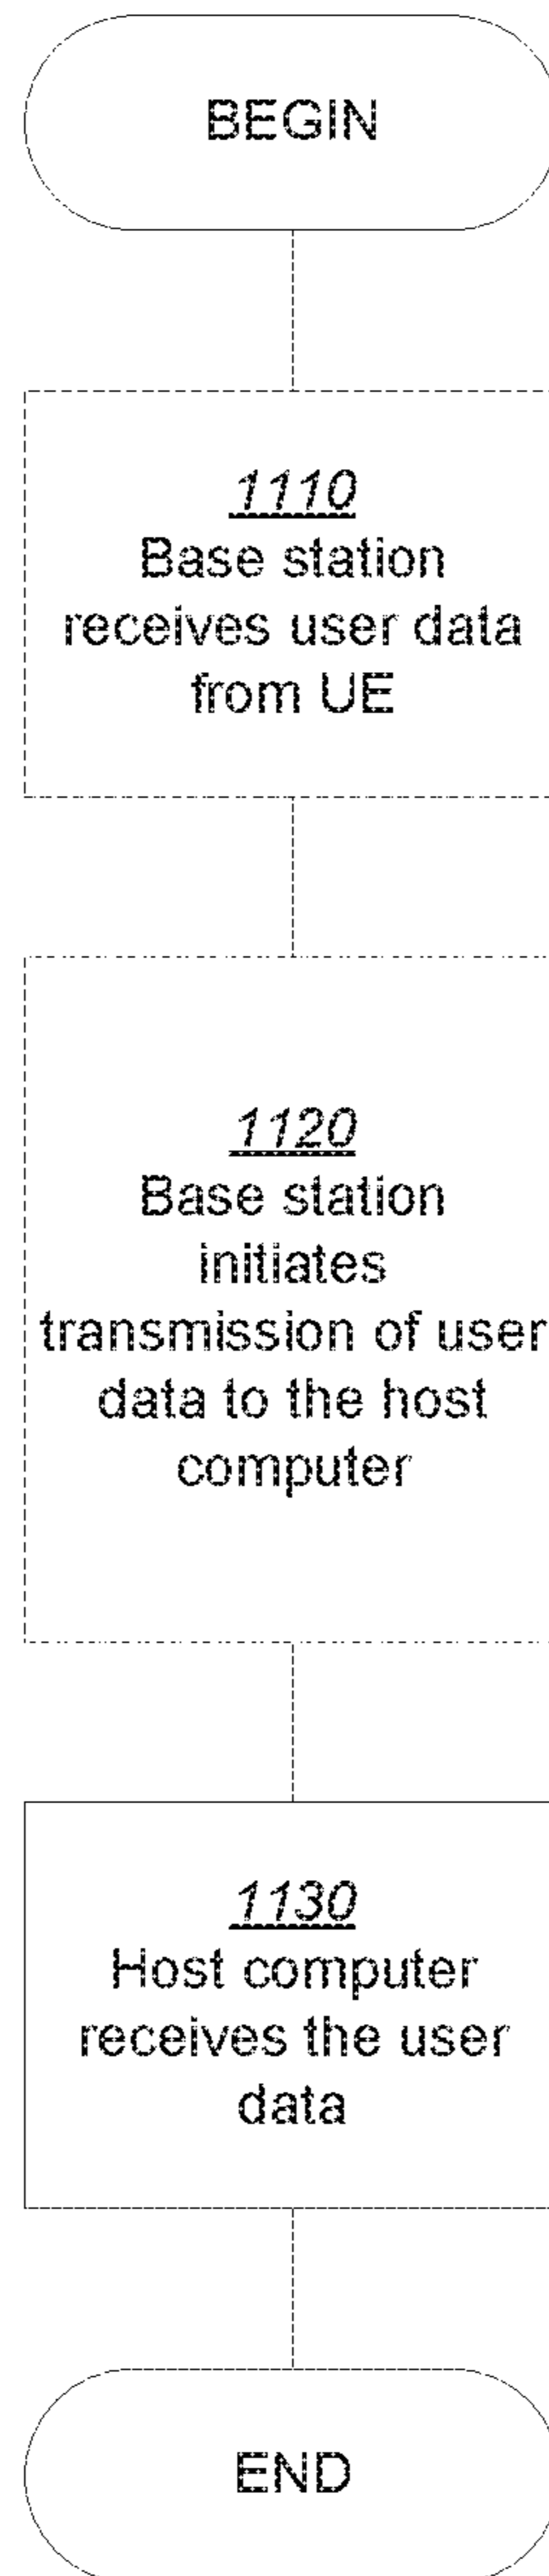 BEGIN
1110
Base station
receives user data
from UE
1120
Base station
initiates
transmission of user
data to the host
computer
1130
Host computer
receives the user
data
END